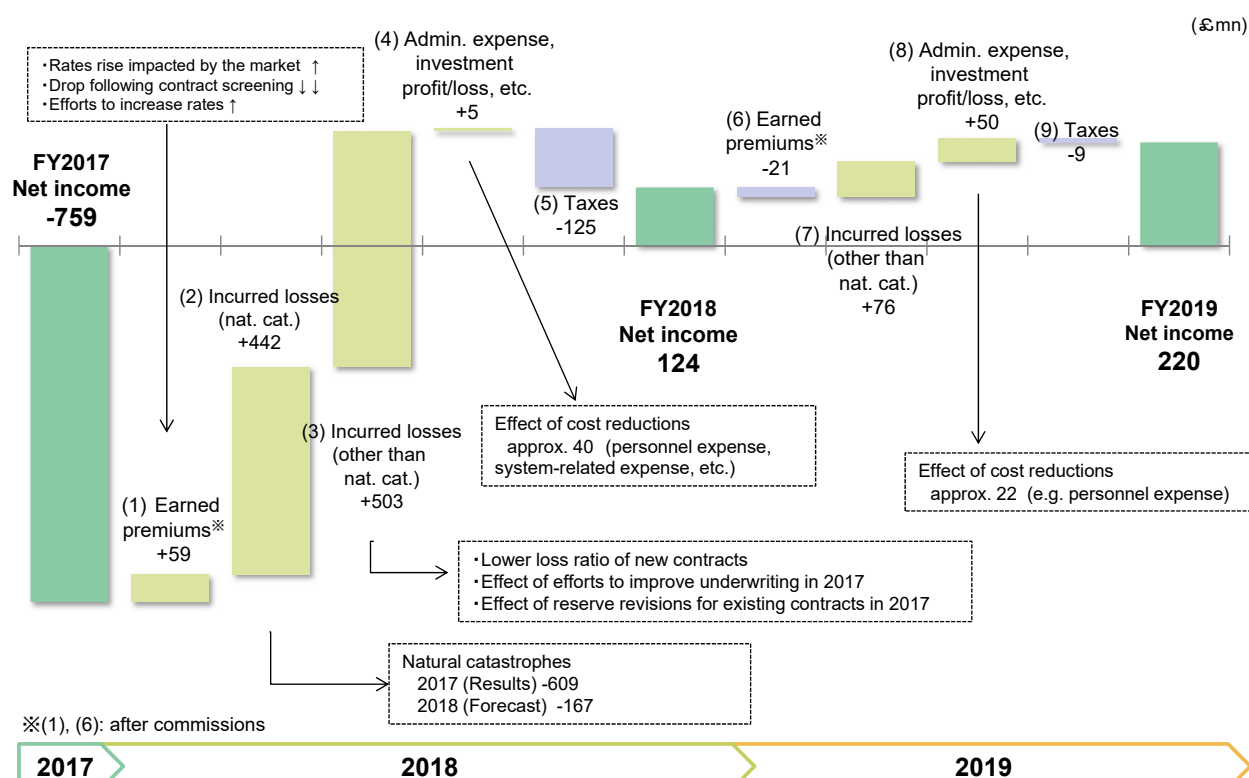 (£mn)
・Rates rise impacted by the market ↑
・Drop following contract screening ↓↓
・Efforts to increase rates ↑
FY2017
Net income
-759
(1) Earned
premiums※
+59
(2) Incurred losses
(nat. cat.)
+442
(3) Incurred losses
(other than
nat. cat.)
+503
(4) Admin. expense,
investment
profit/loss, etc.
+5
(5) Taxes
-125
FY2018
Net income
124
(6) Earned
premiums※
-21
(7) Incurred losses
(other than
nat. cat.)
+76
(8) Admin. expense,
investment
profit/loss, etc.
+50
(9) Taxes
-9
FY2019
Net income
220
Effect of cost reductions
approx. 40 (personnel expense,
system-related expense, etc.)
Effect of cost reductions
approx. 22 (e.g. personnel expense)
・Lower loss ratio of new contracts
・Effect of efforts to improve underwriting in 2017
・Effect of reserve revisions for existing contracts in 2017
Natural catastrophes
2017 (Results) -609
2018 (Forecast) -167
※(1), (6): after commissions
2017
2018
2019